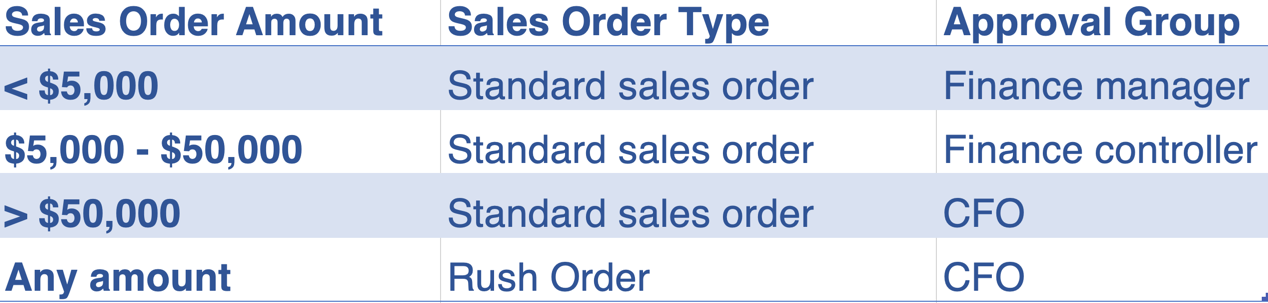 Sales Order Amount Sales Order Type Approval Group
< $5,000 Standard sales order Finance manager
$5,000 - $50,000 Standard sales order Finance controller
> $50,000 Standard sales order CFO
Any amount Rush Order CFO